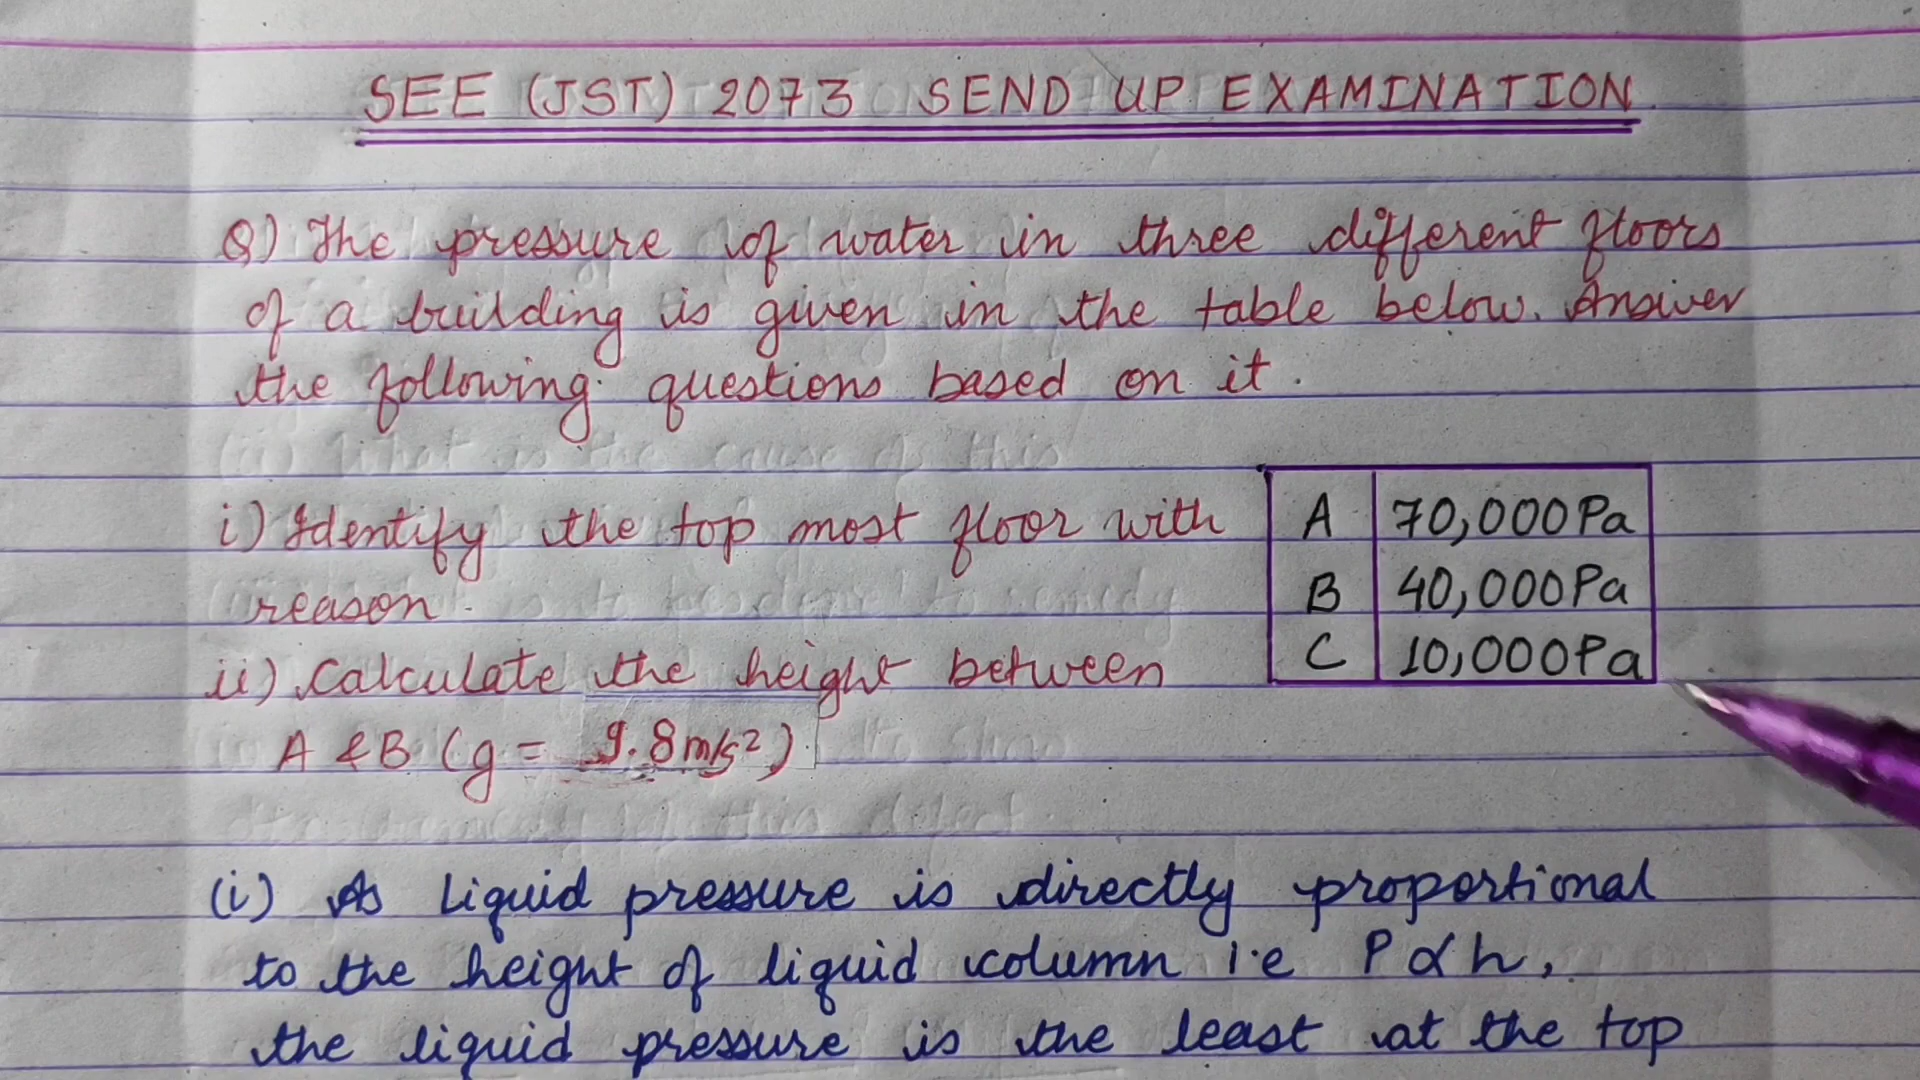 SEE (JST) 2073 SEND UP EXAMINATION
Q) The pressure of water in three different floors
of a building is given in the table below. Answer
the following questions based on it.
i) Identify the top most floor with
reason.
ii) Calculate the height between
A & B (g = 9.8m/s²)
A 70,000Pa
B 40,000Pa
C 10,000Pa
(i) As liquid pressure is directly proportional
to the height of liquid column i.e P ∝ h,
the liquid pressure is the least at the top